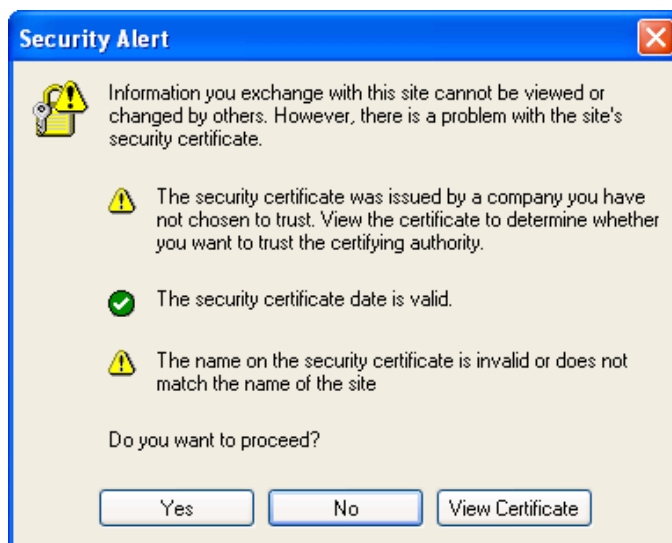 Security Alert
Information you exchange with this site cannot be viewed or
changed by others. However, there is a problem with the site's
security certificate.
The security certificate was issued by a company you have
not chosen to trust. View the certificate to determine whether
you want to trust the certifying authority.
The security certificate date is valid.
The name on the security certificate is invalid or does not
match the name of the site
Do you want to proceed?
Yes No View Certificate